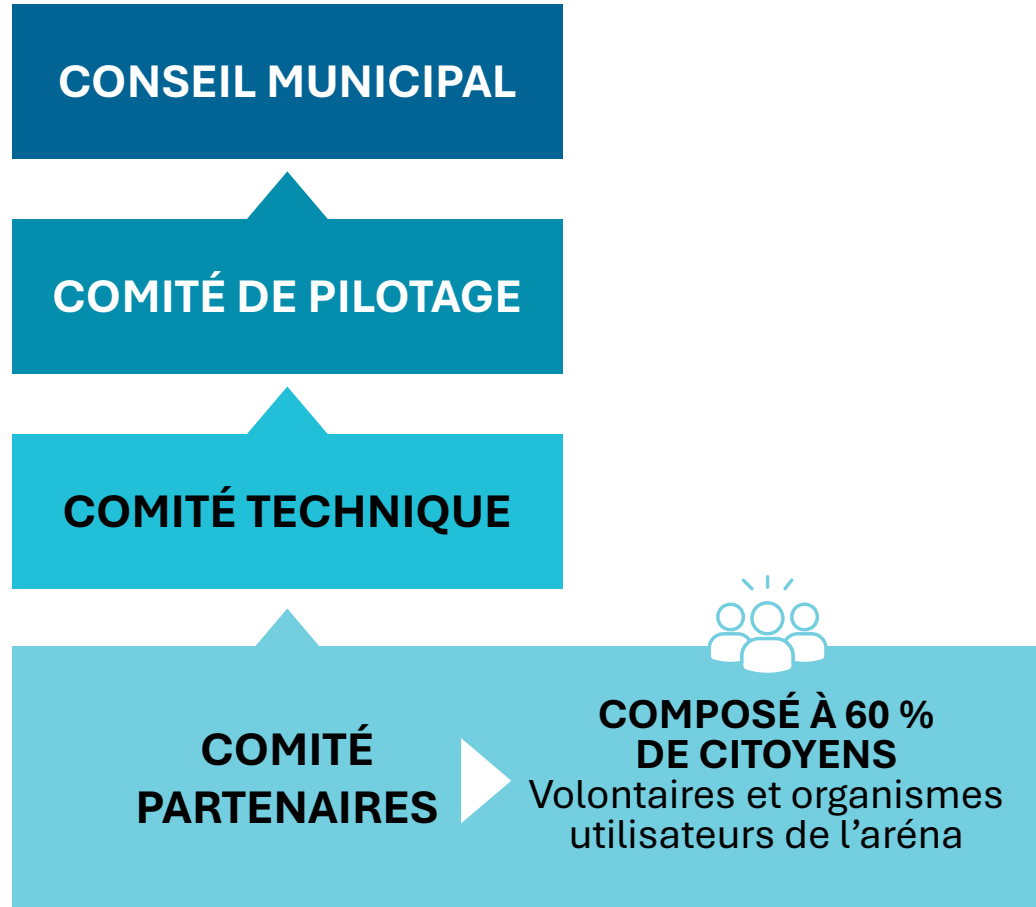 CONSEIL MUNICIPAL
COMITÉ DE PILOTAGE
COMITÉ TECHNIQUE
COMITÉ
PARTENAIRES
COMPOSÉ À 60 %
DE CITOYENS
Volontaires et organismes
utilisateurs de l’aréna